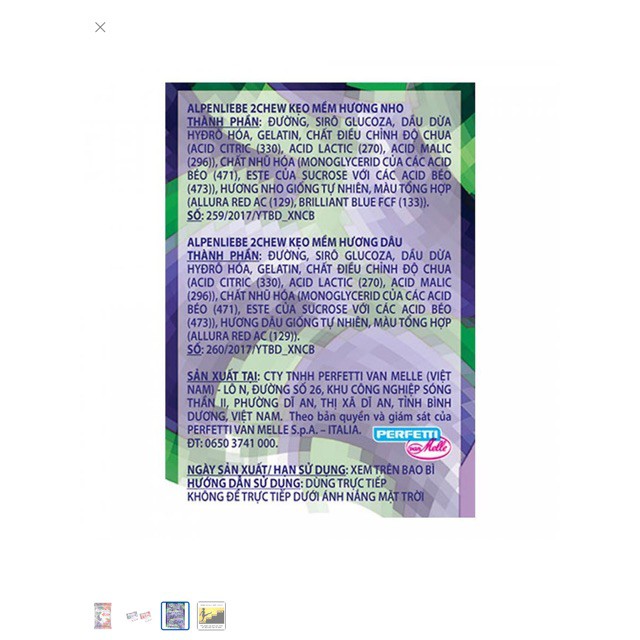 ALPENLIEBE 2CHEW KẸO MỀM HƯƠNG NHO
THÀNH PHẦN: ĐƯỜNG, SIRÔ GLUCOZA, DẦU DỪA
HYĐRÔ HÓA, GELATIN, CHẤT ĐIỀU CHỈNH ĐỘ CHUA
(ACID CITRIC (330), ACID LACTIC (270), ACID MALIC
(296)), CHẤT NHŨ HÓA (MONOGLYCERID CỦA CÁC ACID
BÉO (471), ESTE CỦA SUCROSE VỚI CÁC ACID BÉO
(473)), HƯƠNG NHO GIỐNG TỰ NHIÊN, MÀU TỔNG HỢP
(ALLURA RED AC (129), BRILLIANT BLUE FCF (133)).
SỐ: 259/2017/YTBD_XNCB
ALPENLIEBE 2CHEW KẸO MỀM HƯƠNG DÂU
THÀNH PHẦN: ĐƯỜNG, SIRÔ GLUCOZA, DẦU DỪA
HYĐRÔ HÓA, GELATIN, CHẤT ĐIỀU CHỈNH ĐỘ CHUA
(ACID CITRIC (330), ACID LACTIC (270), ACID MALIC
(296)), CHẤT NHŨ HÓA (MONOGLYCERID CỦA CÁC ACID
BÉO (471), ESTE CỦA SUCROSE VỚI CÁC ACID BÉO
(473)), HƯƠNG DÂU GIỐNG TỰ NHIÊN, MÀU TỔNG HỢP
(ALLURA RED AC (129)).
SỐ: 260/2017/YTBD_XNCB
SẢN XUẤT TẠI: CTY TNHH PERFETTI VAN MELLE (VIỆT
NAM) - LÔ N, ĐƯỜNG SỐ 26, KHU CÔNG NGHIỆP SÓNG
THẦN II, PHƯỜNG DĨ AN, THỊ XÃ DĨ AN, TỈNH BÌNH
DƯƠNG, VIỆT NAM. Theo bản quyền và giám sát của
PERFETTI VAN MELLE S.p.A. – ITALIA.
ĐT: 0650 3741 000.
PERFETTI
van Melle
NGÀY SẢN XUẤT/ HẠN SỬ DỤNG: XEM TRÊN BAO BÌ
HƯỚNG DẪN SỬ DỤNG: DÙNG TRỰC TIẾP
KHÔNG ĐỂ TRỰC TIẾP DƯỚI ÁNH NẮNG MẶT TRỜI